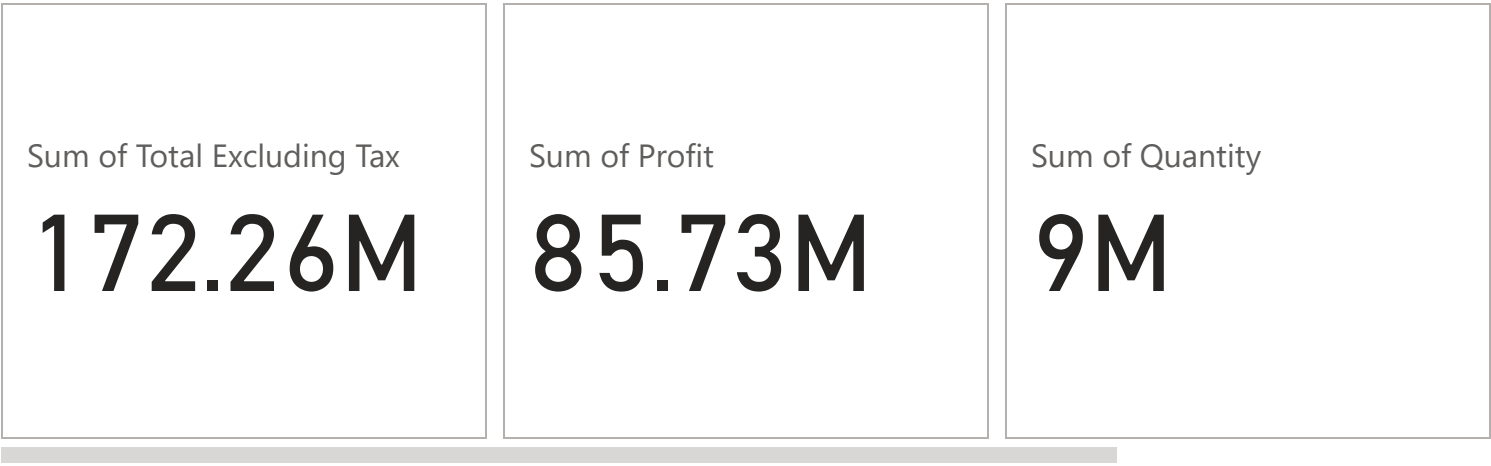 Sum of Total Excluding Tax
172.26M
Sum of Profit
85.73M
Sum of Quantity
9M